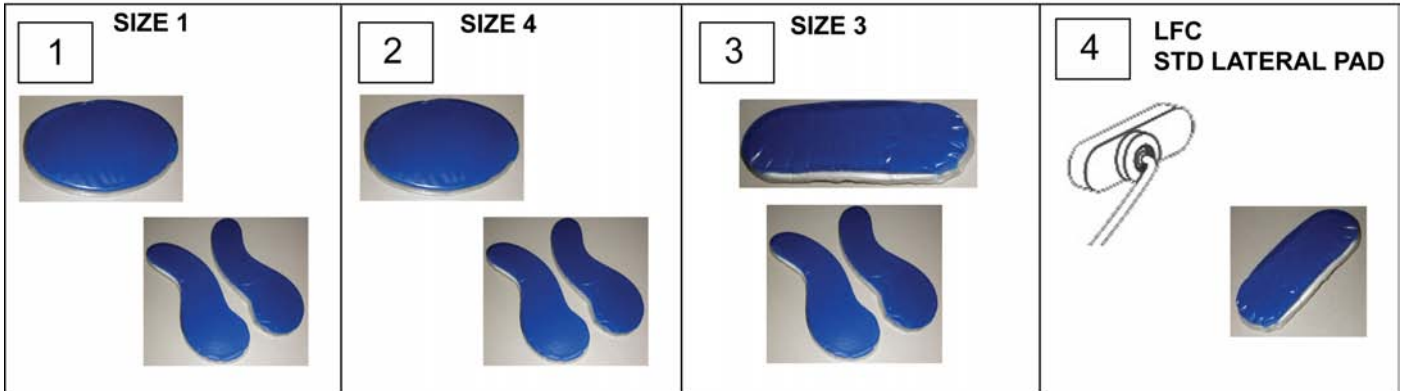 1
SIZE 1
2
SIZE 4
3
SIZE 3
4
LFC
STD LATERAL PAD